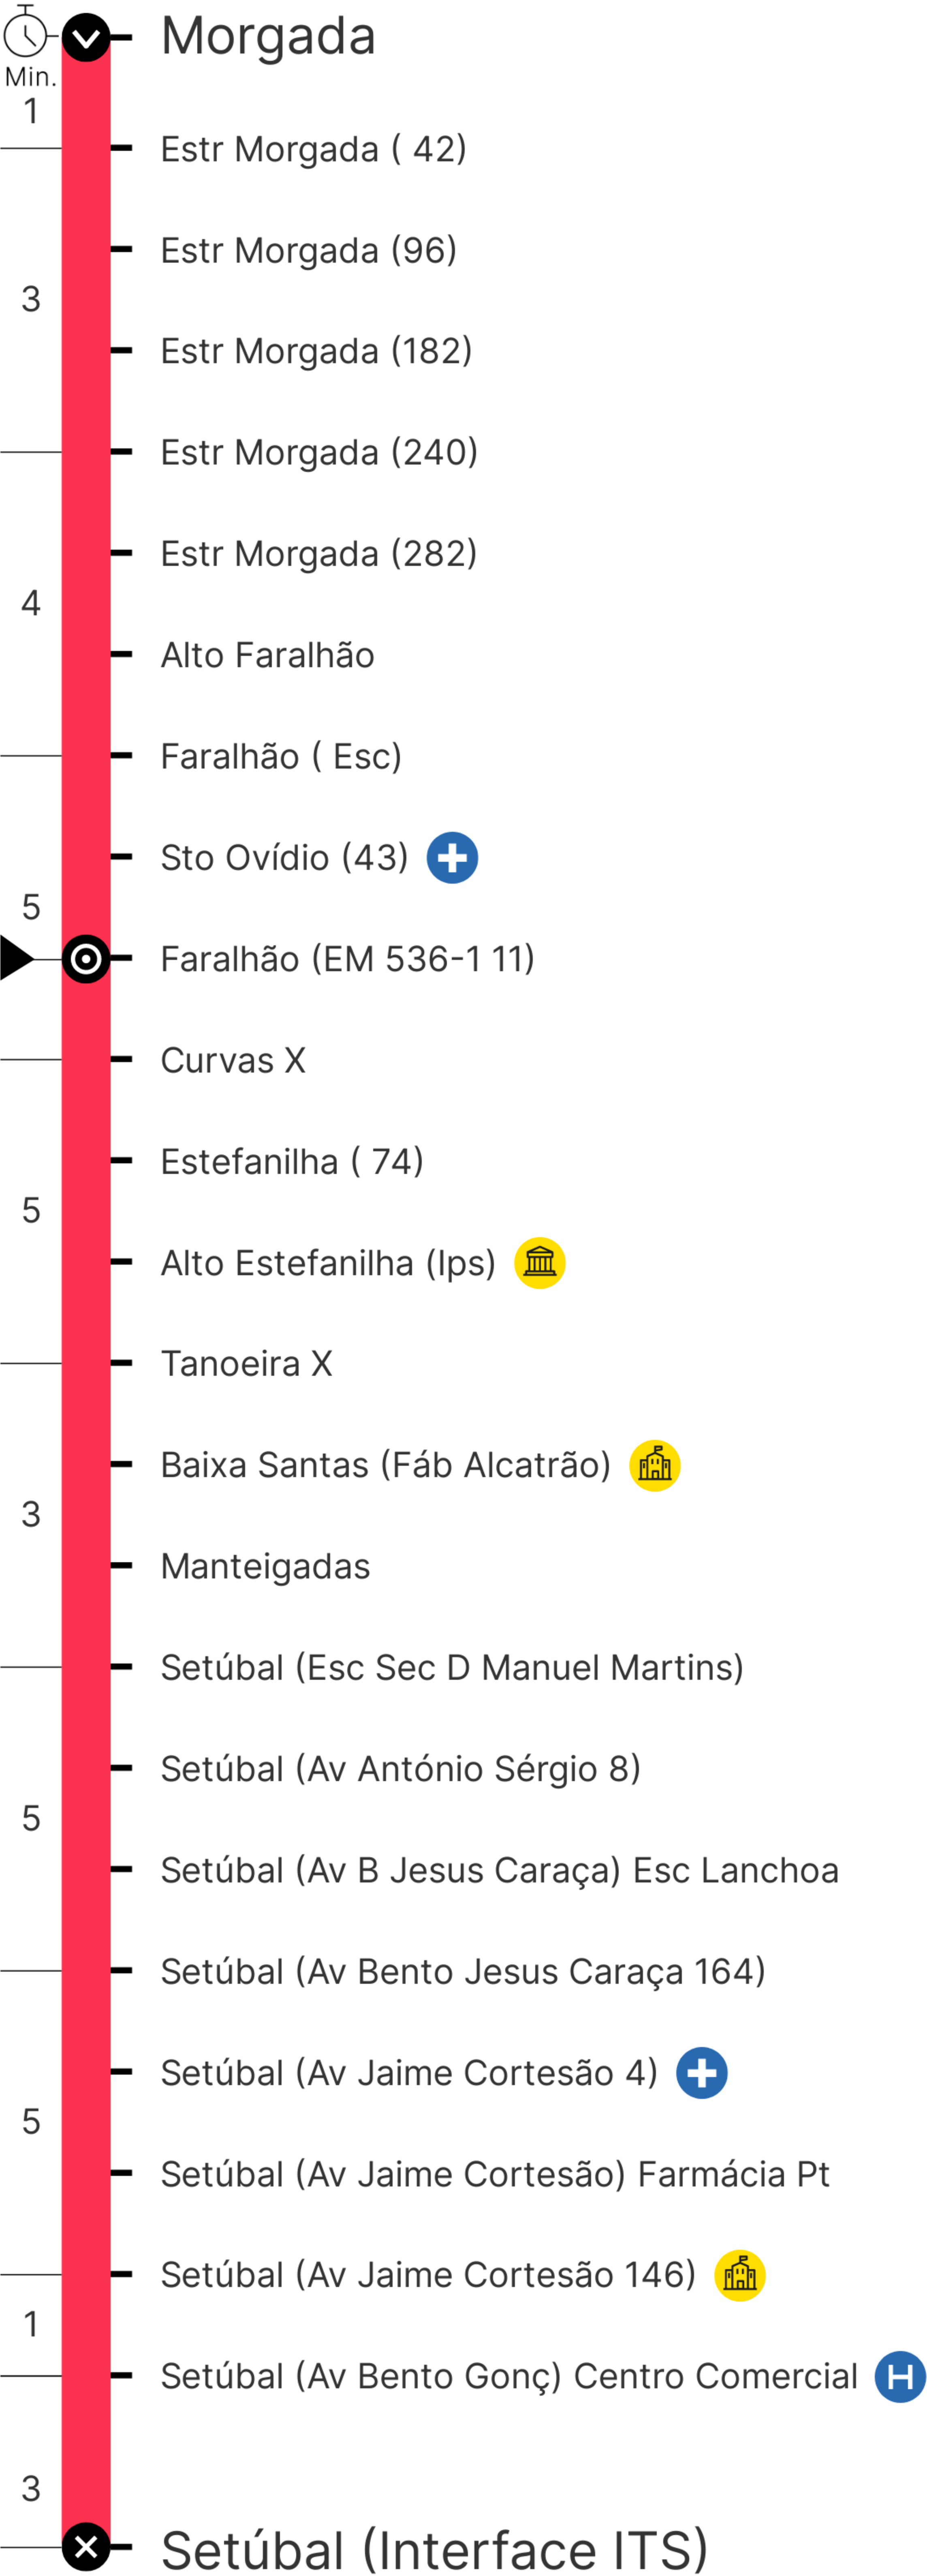 Morgada
Min.
1
Estr Morgada ( 42)
Estr Morgada (96)
3
Estr Morgada (182)
Estr Morgada (240)
Estr Morgada (282)
4
Alto Faralhão
Faralhão ( Esc)
Sto Ovídio (43)
5
Faralhão (EM 536-1 11)
Curvas X
Estefanilha ( 74)
5
Alto Estefanilha (Ips)
Tanoeira X
Baixa Santas (Fáb Alcatrão)
3
Manteigadas
Setúbal (Esc Sec D Manuel Martins)
Setúbal (Av António Sérgio 8)
5
Setúbal (Av B Jesus Caraça) Esc Lanchoa
Setúbal (Av Bento Jesus Caraça 164)
Setúbal (Av Jaime Cortesão 4)
5
Setúbal (Av Jaime Cortesão) Farmácia Pt
Setúbal (Av Jaime Cortesão 146)
1
Setúbal (Av Bento Gonç) Centro Comercial H
3
Setúbal (Interface ITS)